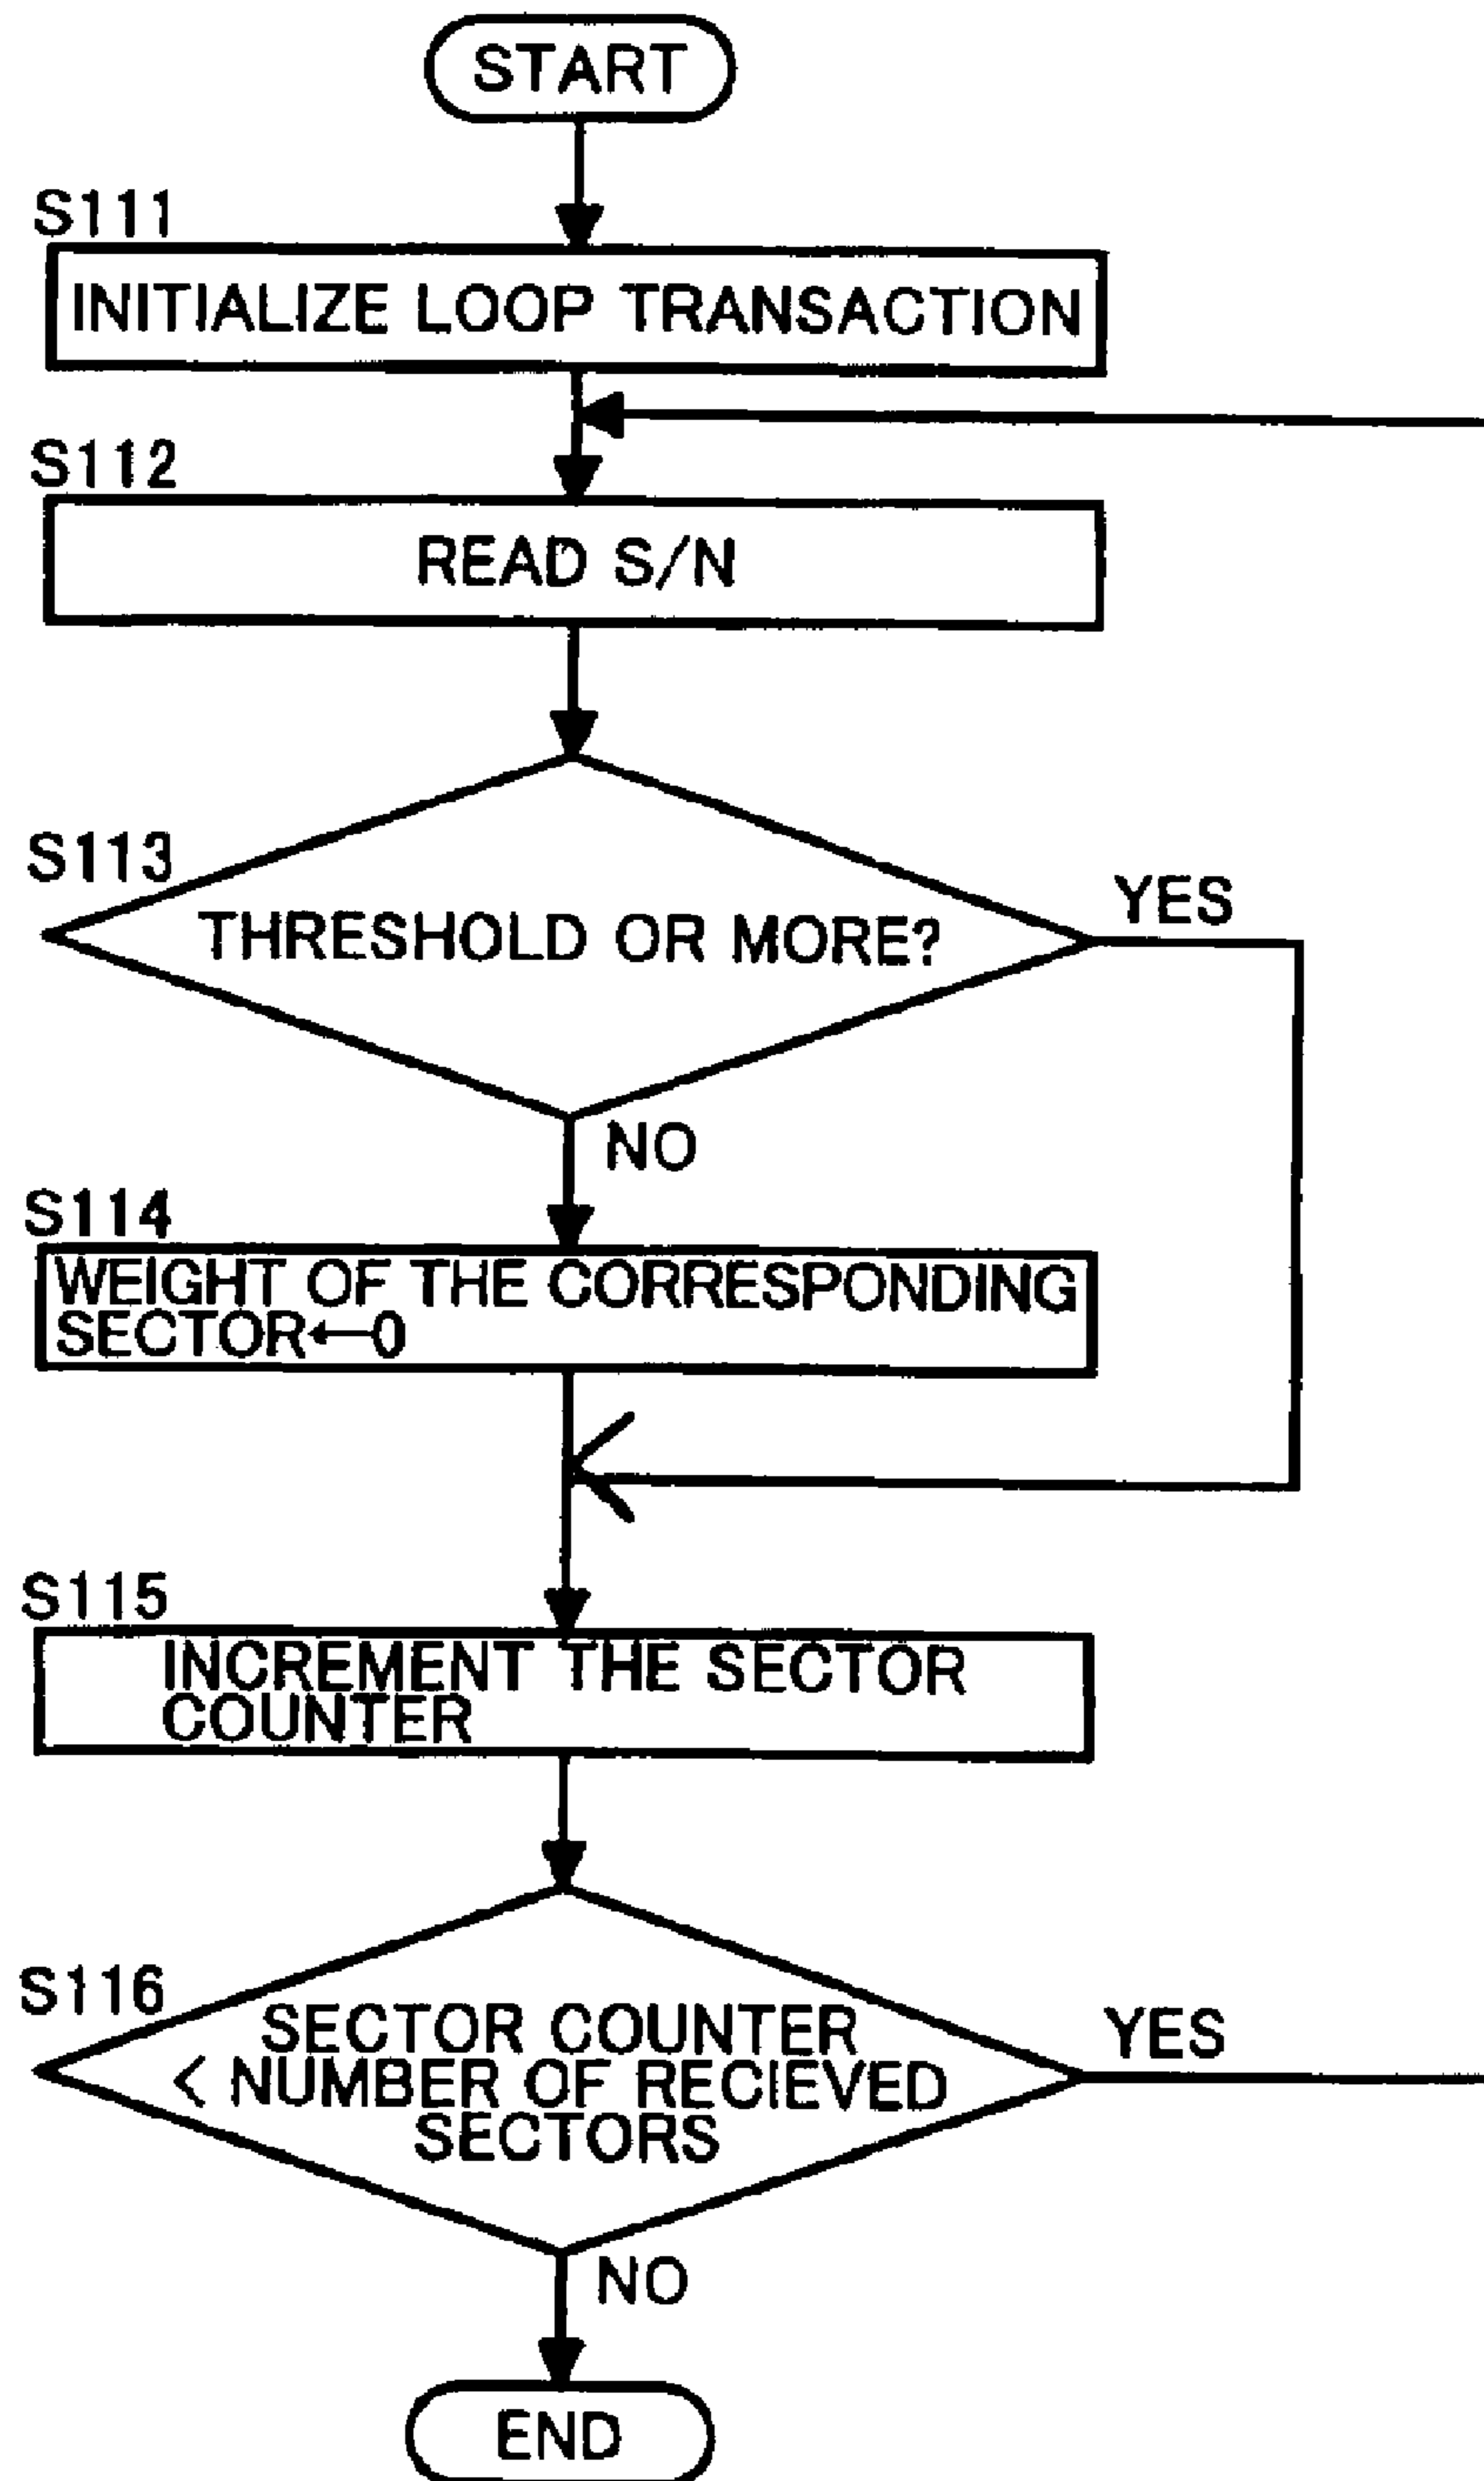 START
S111
INITIALIZE LOOP TRANSACTION
S112
READ S/N
S113
THRESHOLD OR MORE?
YES
NO
S114
WEIGHT OF THE CORRESPONDING
SECTOR←0
S115
INCREMENT THE SECTOR
COUNTER
S116
SECTOR COUNTER
< NUMBER OF RECIEVED
SECTORS
YES
NO
END